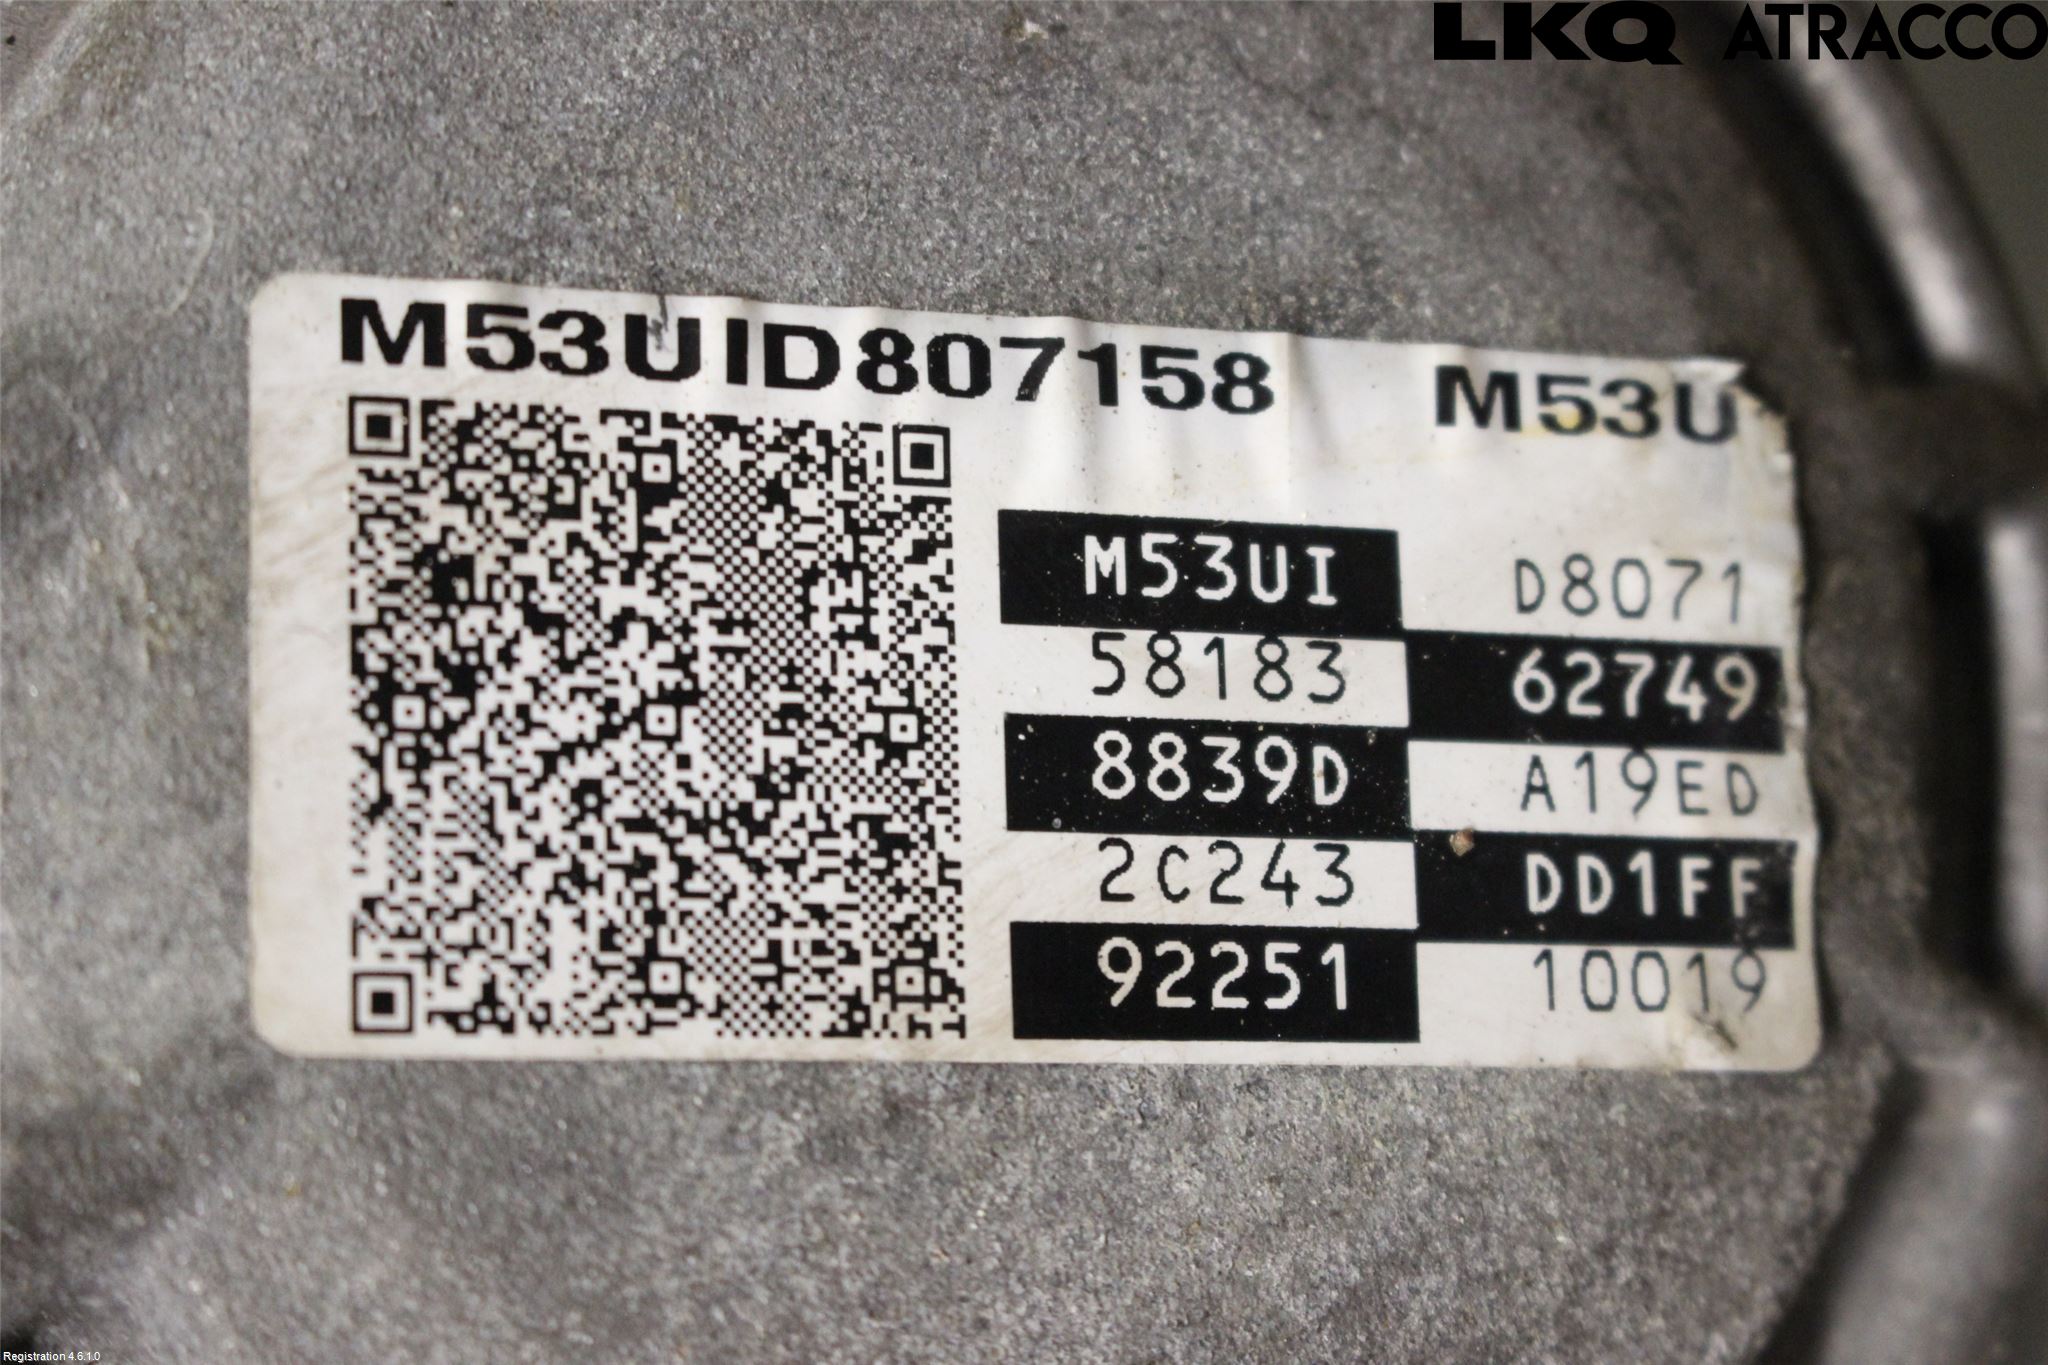 LKQ ATRACCO
M53UID807158 M53U
M53UI D8071
58183 62749
8839D A19ED
2C243 DD1FF
92251 10019
Registration 4.6.1.0